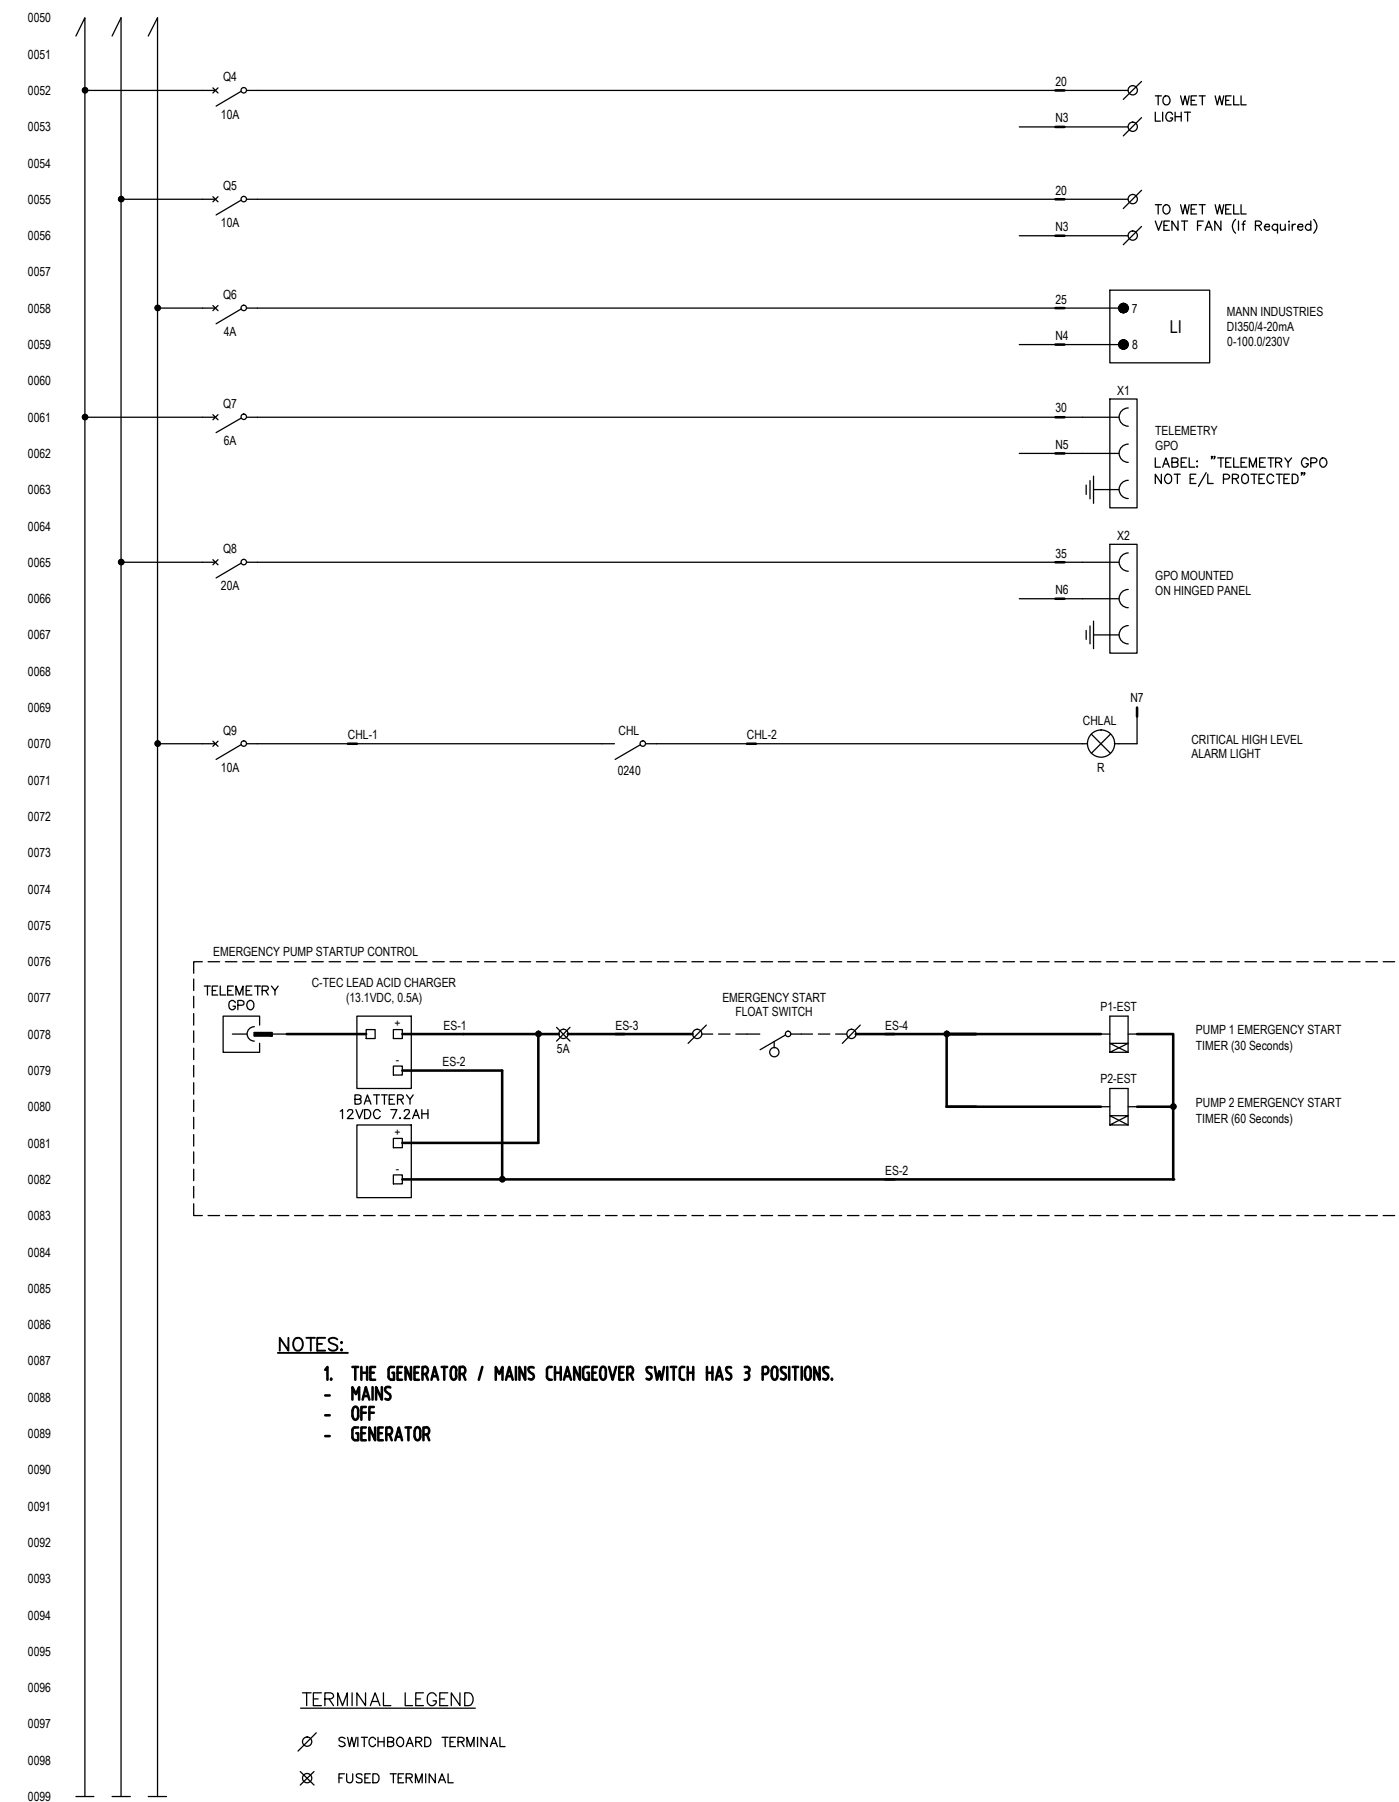 0050
0051
Q4
20
0052
TO WET WELL
10A
N3
LIGHT
0053
0054
Q5
20
0055
TO WET WELL
10A
N3
VENT FAN (If Required)
0056
0057
Q6
25
0058
7
LI
MANN INDUSTRIES
4A
N4
DI350/4-20mA
0059
8
0-100.0/230V
0060
X1
Q7
30
0061
TELEMETRY
6A
N5
GPO
0062
LABEL: "TELEMETRY GPO
NOT E/L PROTECTED"
0063
0064
X2
Q8
35
0065
GPO MOUNTED
20A
N6
ON HINGED PANEL
0066
0067
0068
N7
0069
Q9
CHL-1
CHL
CHL-2
CHLAL
0070
CRITICAL HIGH LEVEL
ALARM LIGHT
10A
0240
R
0071
0072
0073
0074
0075
EMERGENCY PUMP STARTUP CONTROL
0076
C-TEC LEAD ACID CHARGER
(13.1VDC, 0.5A)
TELEMETRY
GPO
0077
EMERGENCY START
FLOAT SWITCH
P1-EST
+
ES-1
ES-3
ES-4
0078
5A
PUMP 1 EMERGENCY START
TIMER (30 Seconds)
-
ES-2
0079
P2-EST
BATTERY
12VDC 7.2AH
0080
PUMP 2 EMERGENCY START
TIMER (60 Seconds)
+
0081
-
ES-2
0082
0083
0084
0085
0086
NOTES:
0087
1. THE GENERATOR / MAINS CHANGEOVER SWITCH HAS 3 POSITIONS.
0088
- MAINS
- OFF
0089
- GENERATOR
0090
0091
0092
0093
0094
0095
0096
TERMINAL LEGEND
0097
SWITCHBOARD TERMINAL
0098
FUSED TERMINAL
0099